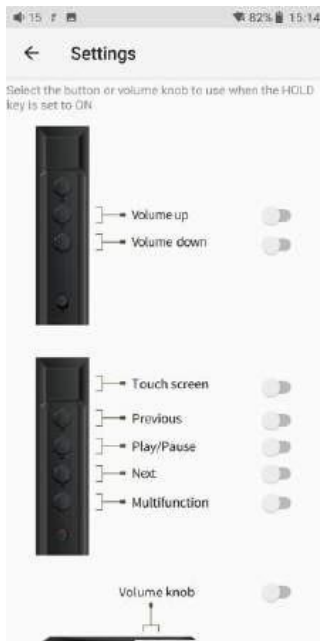 15 82% 15:14
Settings
Select the button or volume knob to use when the HOLD
key is set to ON
Volume up
Volume down
Touch screen
Previous
Play/Pause
Next
Multifunction
Volume knob